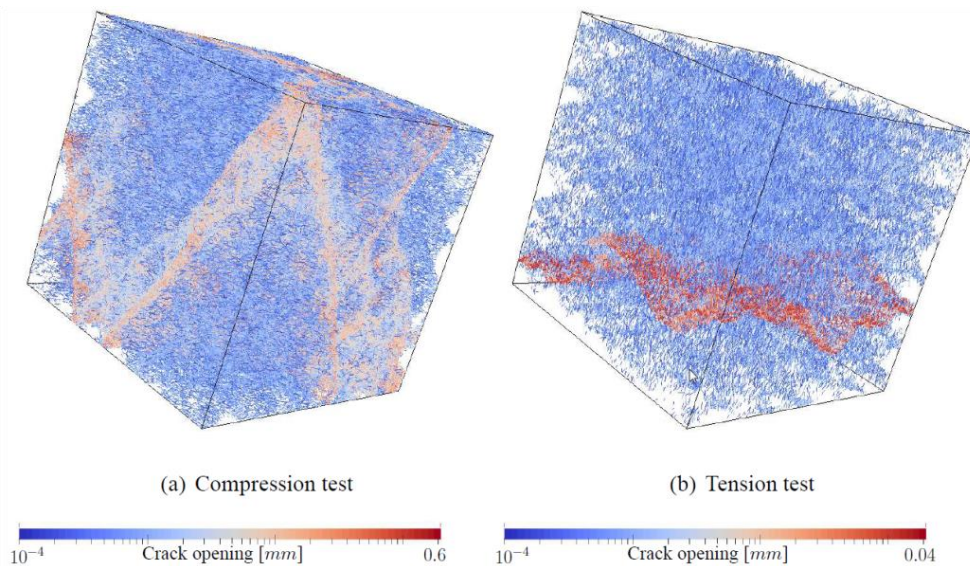 (a) Compression test
(b) Tension test
10⁻⁴ Crack opening [mm] 0.6
10⁻⁴ Crack opening [mm] 0.04